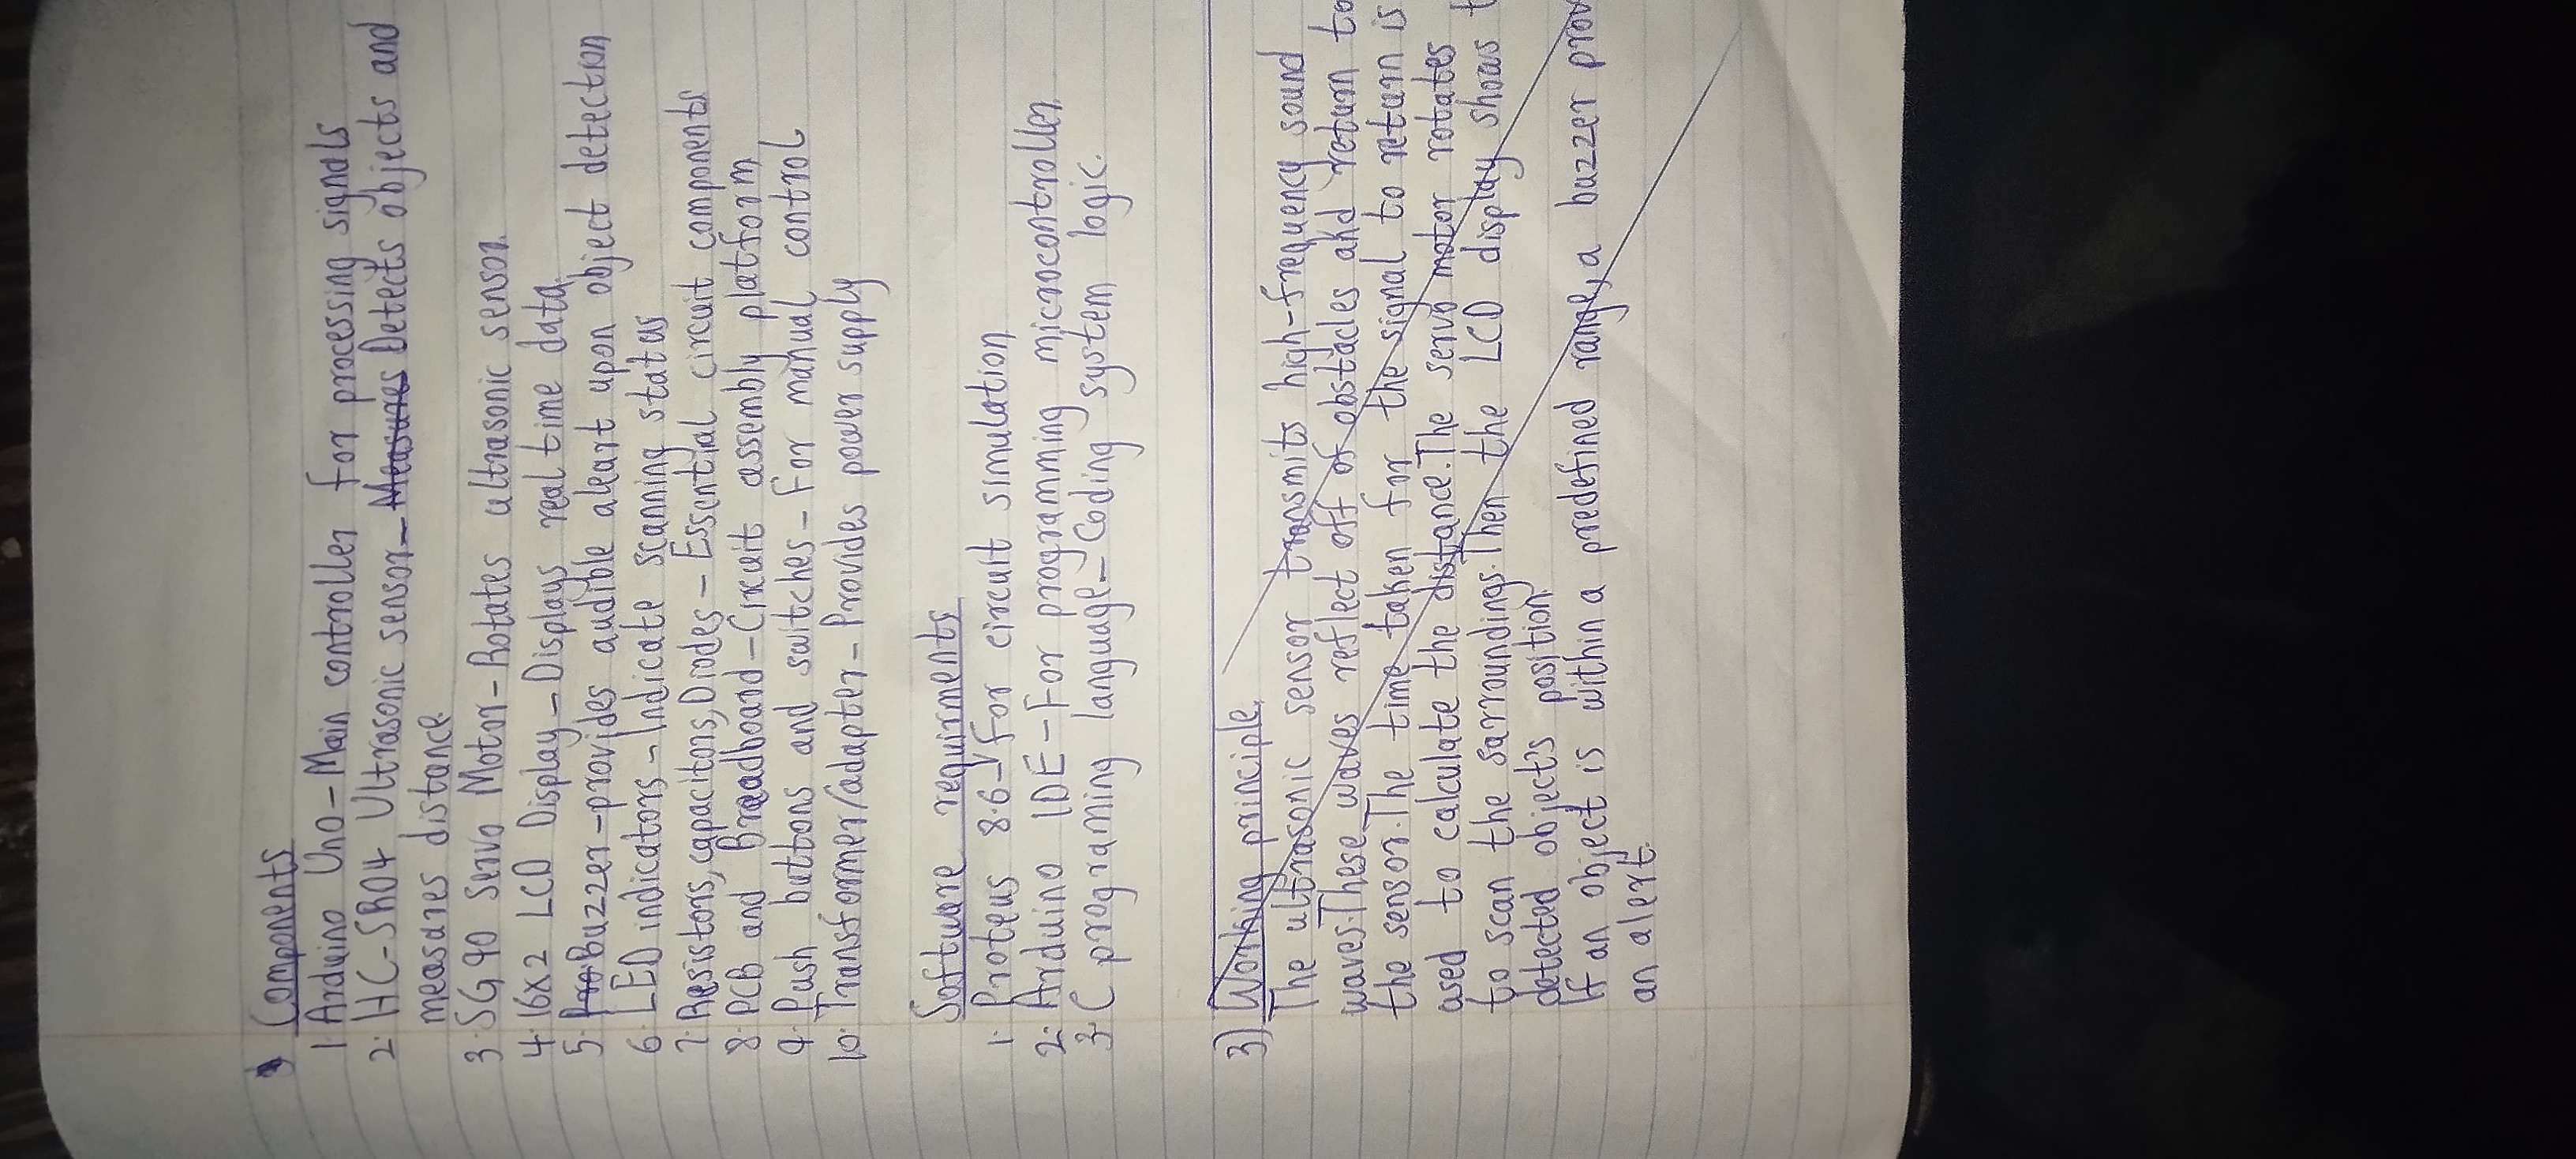 Components
1. Arduino Uno - Main controller for processing signals
2. HC-SR04 Ultrasonic sensor - Measures Detects objects and
measures distance.
3. SG90 Servo Motor - Rotates ultrasonic sensor.
4. 16x2 LCD Display - Displays real time data.
5. Buzzer - provides audible aleart upon object detection
6. LED indicators - Indicate scanning status
7. Resistors, capacitors, Diodes - Essential circuit components
8. PCB and Breadboard - Circuit assembly platform
9. Push buttons and switches - For manual control
10. Transformer/adapter - Provides power supply
Software requirments
1. Proteus 8.6 - For circuit simulation
2. Arduino IDE - For programming microcontroller.
3. C programing language - Coding system logic.
3) Working principle.
The ultrasonic sensor transmits high-frequency sound
waves. These waves reflect off of obstacles and return to
the sensor. The time taken for the signal to return is
used to calculate the distance. The servo motor rotates
to scan the sarroundings. Then the LCD display shows
detected object's position.
If an object is within a predefined range, a buzzer
an alert.